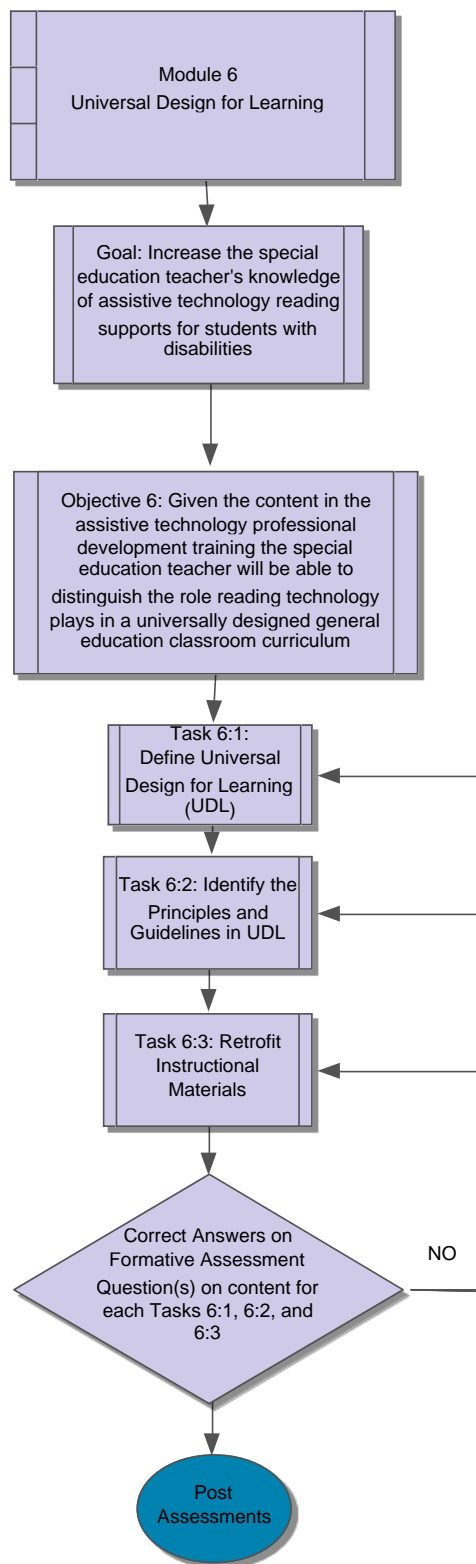 Module 6
Universal Design for Learning
Goal: Increase the special
education teacher's knowledge
of assistive technology reading
supports for students with
disabilities
Objective 6: Given the content in the
assistive technology professional
development training the special
education teacher will be able to
distinguish the role reading technology
plays in a universally designed general
education classroom curriculum
Task 6:1:
Define Universal
Design for Learning
(UDL)
Task 6:2: Identify the
Principles and
Guidelines in UDL
Task 6:3: Retrofit
Instructional
Materials
Correct Answers on
Formative Assessment
Question(s) on content for
each Tasks 6:1, 6:2, and
6:3
NO
Post
Assessments